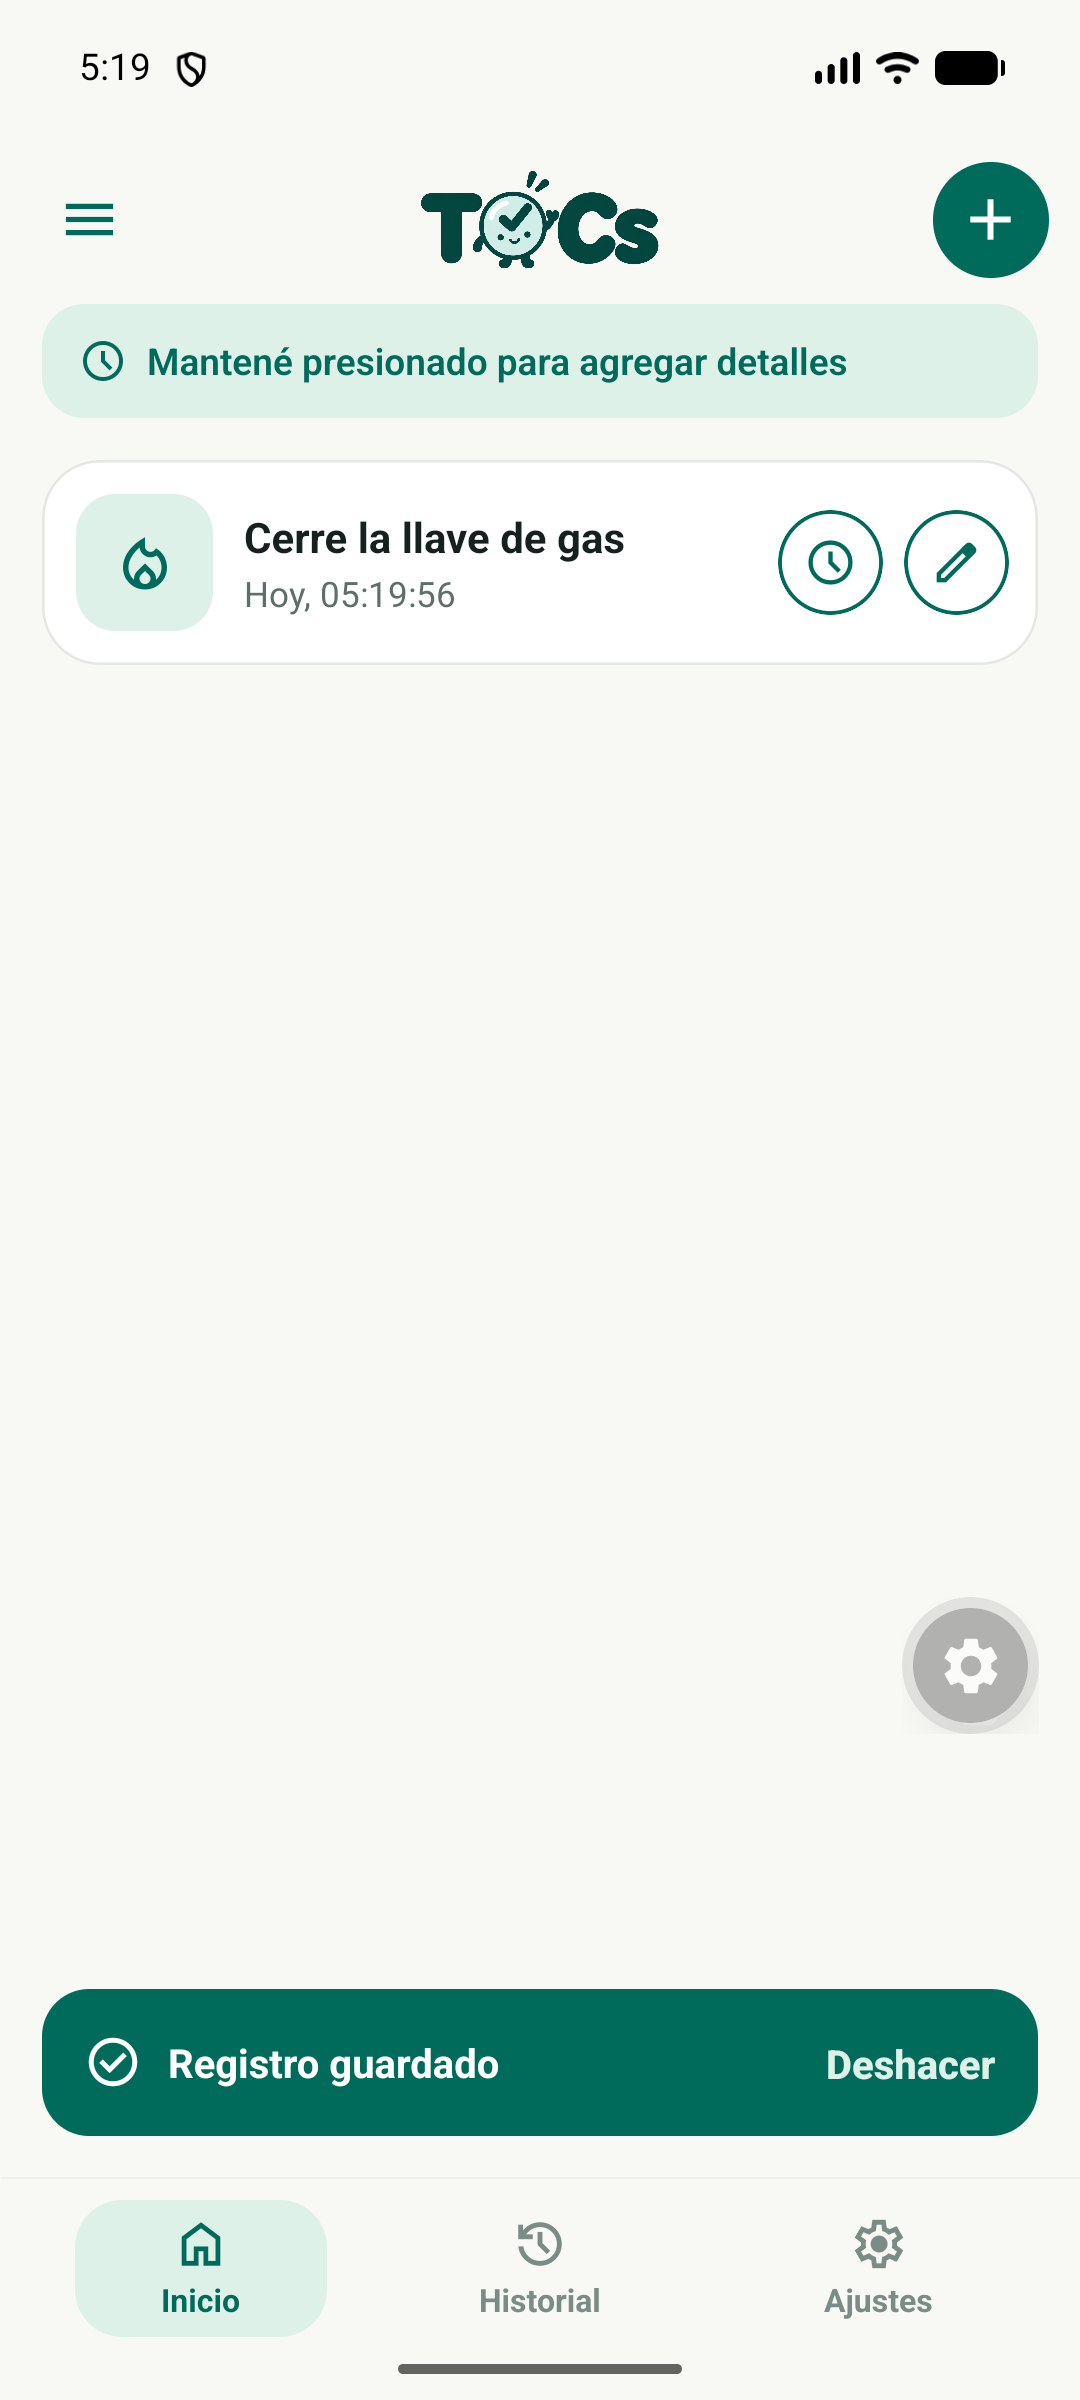 5:19
TOCs
Mantené presionado para agregar detalles
Cerre la llave de gas
Hoy, 05:19:56
Registro guardado
Deshacer
Inicio
Historial
Ajustes